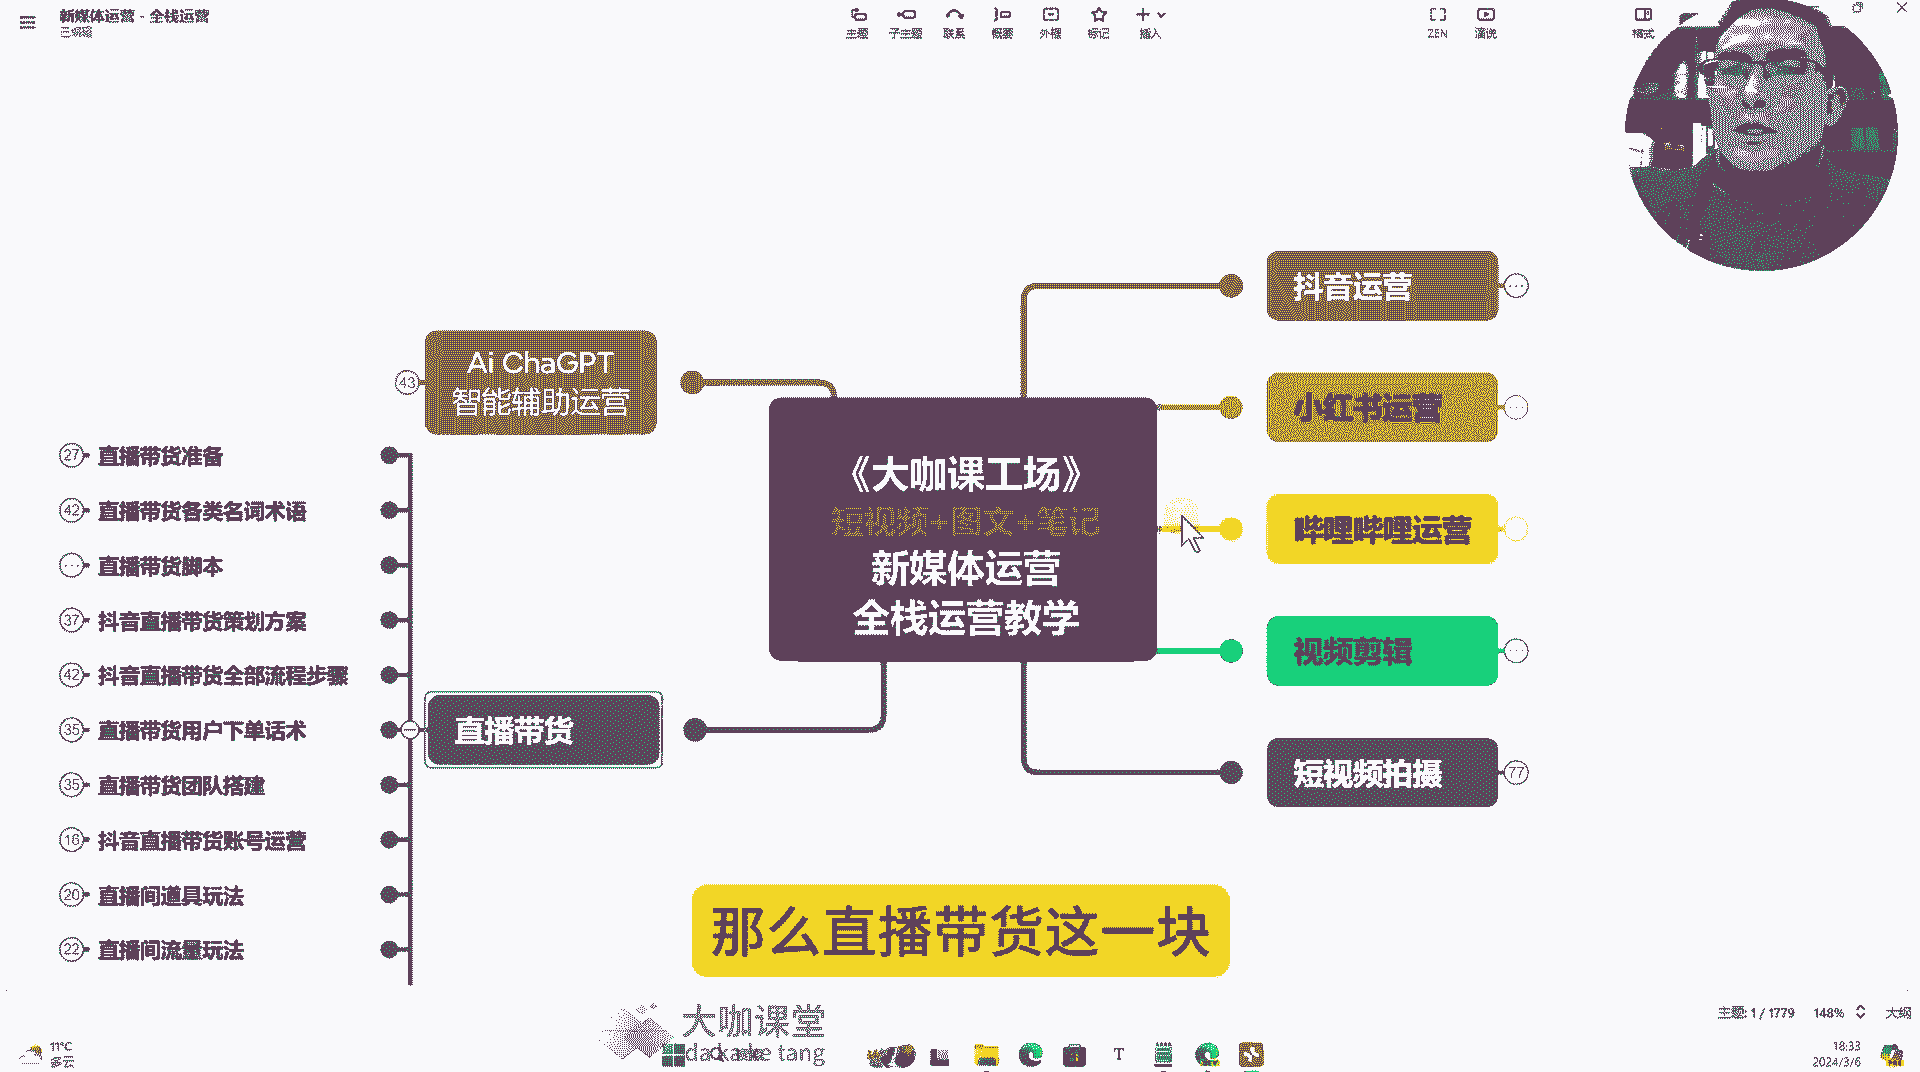 新媒体运营 - 全栈运营
已编辑
主题
子主题
联系
概要
外框
标记
插入
ZEN
演说
格式
抖音运营
Ai ChaGPT
智能辅助运营
43
小红书运营
27
直播带货准备
《大咖课工场》
短视频+图文+笔记
新媒体运营
全栈运营教学
42
直播带货各类名词术语
哔哩哔哩运营
直播带货脚本
37
抖音直播带货策划方案
视频剪辑
42
抖音直播带货全部流程步骤
35
直播带货用户下单话术
直播带货
短视频拍摄
77
35
直播带货团队搭建
16
抖音直播带货账号运营
20
直播间道具玩法
那么直播带货这一块
22
直播间流量玩法
大咖课堂
主题: 1 / 1779
148%
大纲
11°C
多云
dakake tang
18:33
2024/3/6